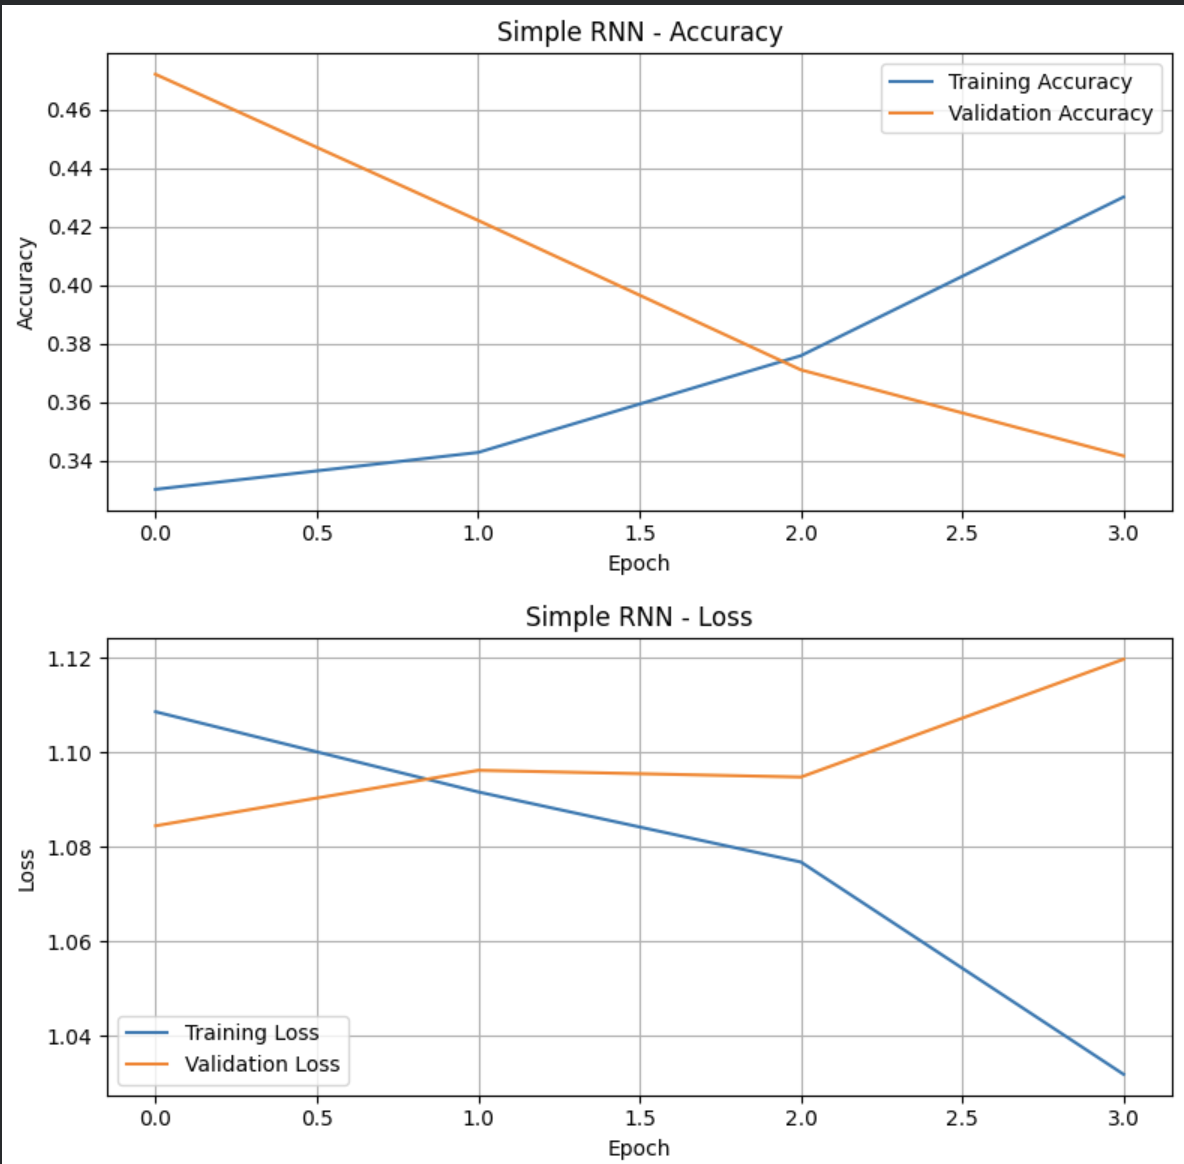 Simple RNN - Accuracy
Training Accuracy
Validation Accuracy
0.46
0.44
0.42
0.40
0.38
0.36
0.34
Accuracy
0.0 0.5 1.0 1.5 2.0 2.5 3.0
Epoch
Simple RNN - Loss
1.12
1.10
1.08
1.06
1.04
Loss
Training Loss
Validation Loss
0.0 0.5 1.0 1.5 2.0 2.5 3.0
Epoch